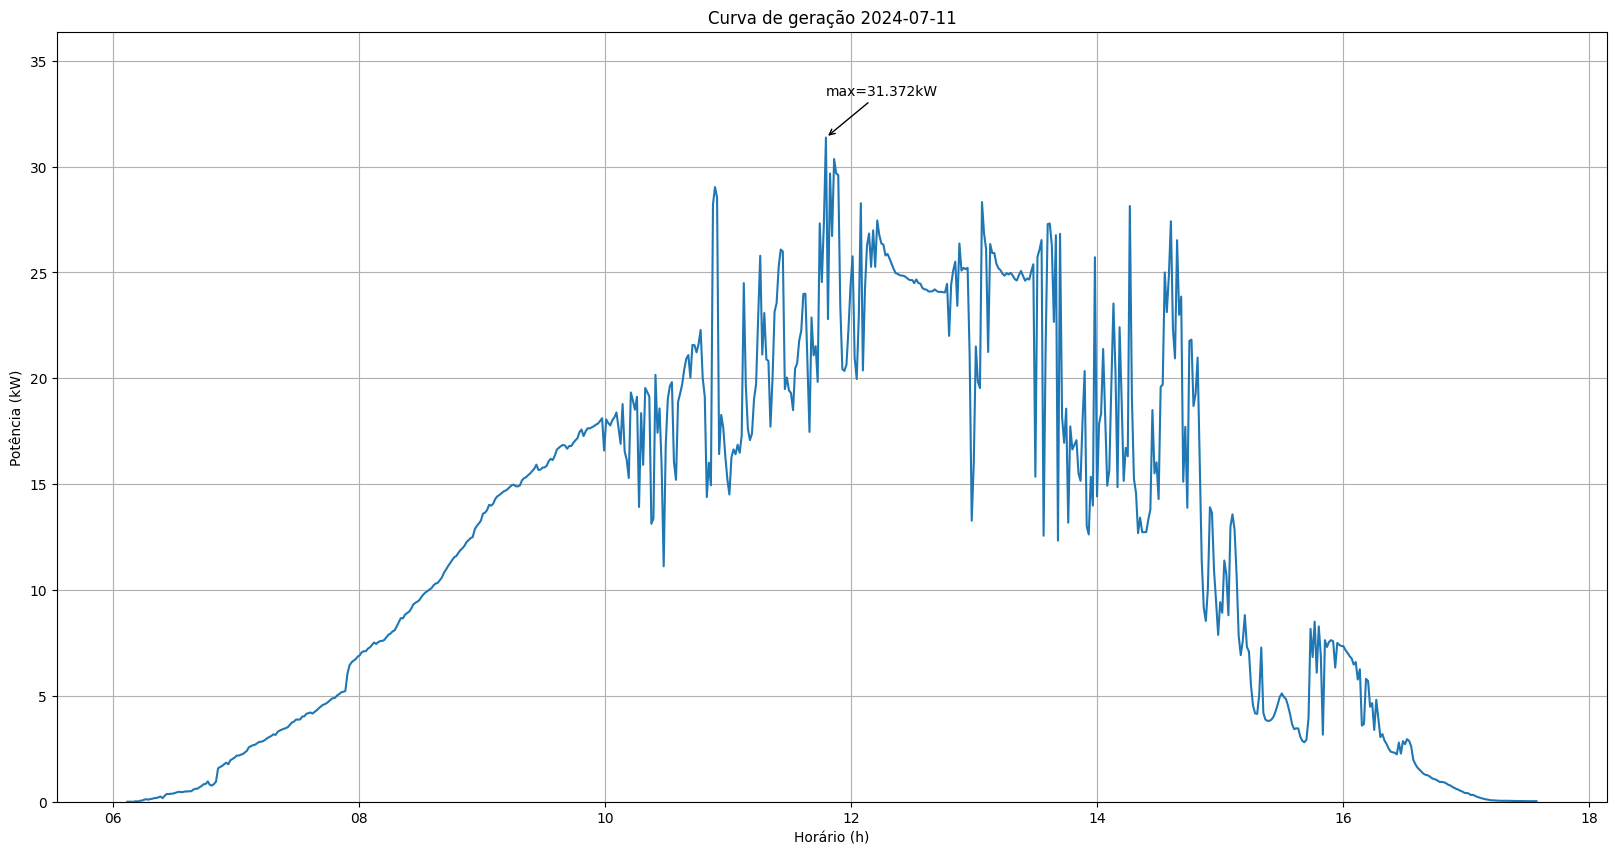 Curva de geração 2024-07-11
max=31.372kW
Potência (kW)
35
30
25
20
15
10
5
0
06 08 10 12 14 16 18
Horário (h)